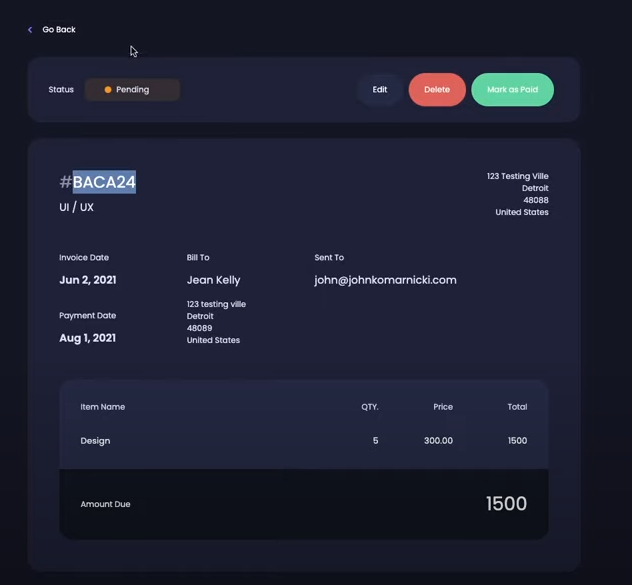 Go Back
Status
Pending
Edit
Delete
Mark as Paid
#BACA24
UI / UX
123 Testing Ville
Detroit
48088
United States
Invoice Date
Jun 2, 2021
Payment Date
Aug 1, 2021
Bill To
Jean Kelly
123 testing ville
Detroit
48089
United States
Sent To
john@johnkomarnicki.com
Item Name QTY. Price Total
Design 5 300.00 1500
Amount Due 1500